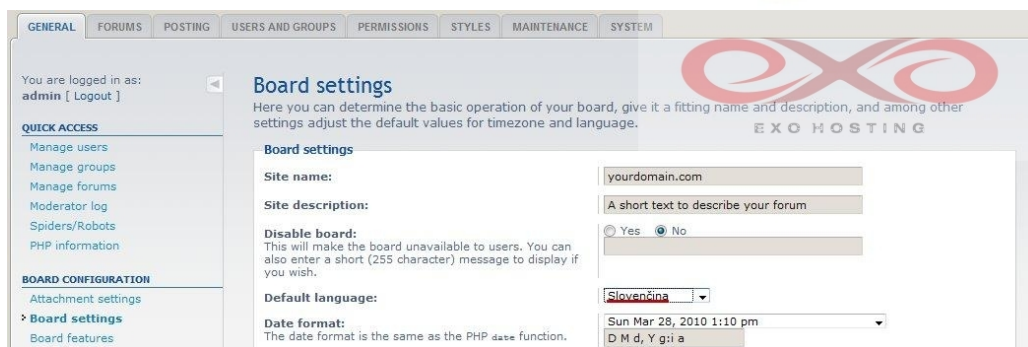 GENERAL FORUMS POSTING USERS AND GROUPS PERMISSIONS STYLES MAINTENANCE SYSTEM
You are logged in as:
admin [ Logout ]
QUICK ACCESS
Manage users
Manage groups
Manage forums
Moderator log
Spiders/Robots
PHP information
BOARD CONFIGURATION
Attachment settings
Board settings
Board features
EXO HOSTING
Board settings
Here you can determine the basic operation of your board, give it a fitting name and description, and among other
settings adjust the default values for timezone and language.
Board settings
Site name:
yourdomain.com
Site description:
A short text to describe your forum
Disable board:
This will make the board unavailable to users. You can
also enter a short (255 character) message to display if
you wish.
Yes No
Default language:
Slovenčina
Date format:
The date format is the same as the PHP date function.
Sun Mar 28, 2010 1:10 pm
D M d, Y g:i a